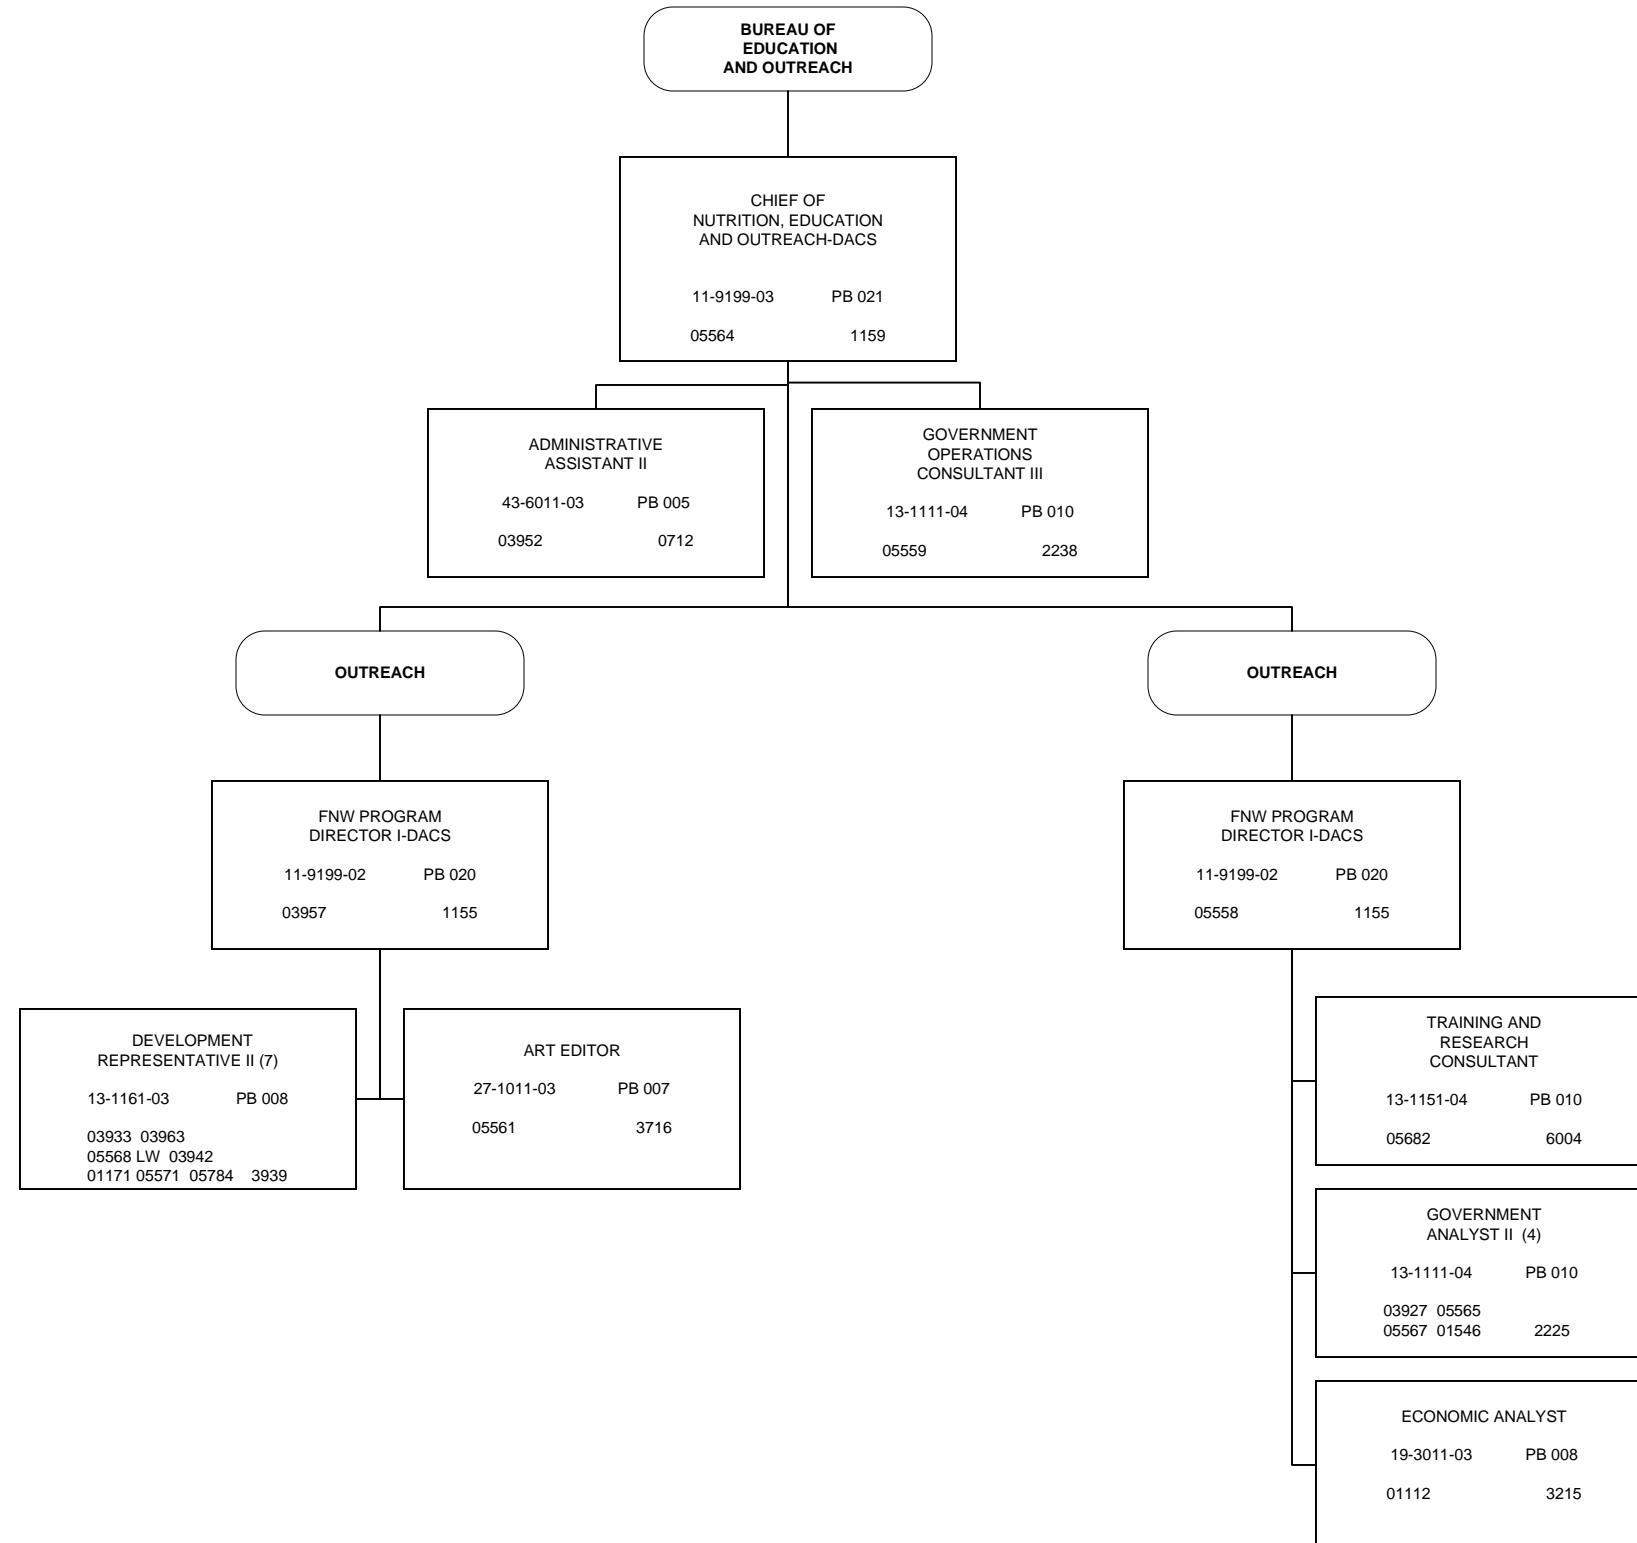 BUREAU OF
EDUCATION
AND OUTREACH
CHIEF OF
NUTRITION, EDUCATION
AND OUTREACH-DACS
11-9199-03 PB 021
05564 1159
ADMINISTRATIVE
ASSISTANT II
43-6011-03 PB 005
03952 0712
GOVERNMENT
OPERATIONS
CONSULTANT III
13-1111-04 PB 010
05559 2238
OUTREACH
FNW PROGRAM
DIRECTOR I-DACS
11-9199-02 PB 020
03957 1155
DEVELOPMENT
REPRESENTATIVE II (7)
13-1161-03 PB 008
03933 03963
05568 LW 03942
01171 05571 05784 3939
ART EDITOR
27-1011-03 PB 007
05561 3716
OUTREACH
FNW PROGRAM
DIRECTOR I-DACS
11-9199-02 PB 020
05558 1155
TRAINING AND
RESEARCH
CONSULTANT
13-1151-04 PB 010
05682 6004
GOVERNMENT
ANALYST II (4)
13-1111-04 PB 010
03927 05565
05567 01546 2225
ECONOMIC ANALYST
19-3011-03 PB 008
01112 3215